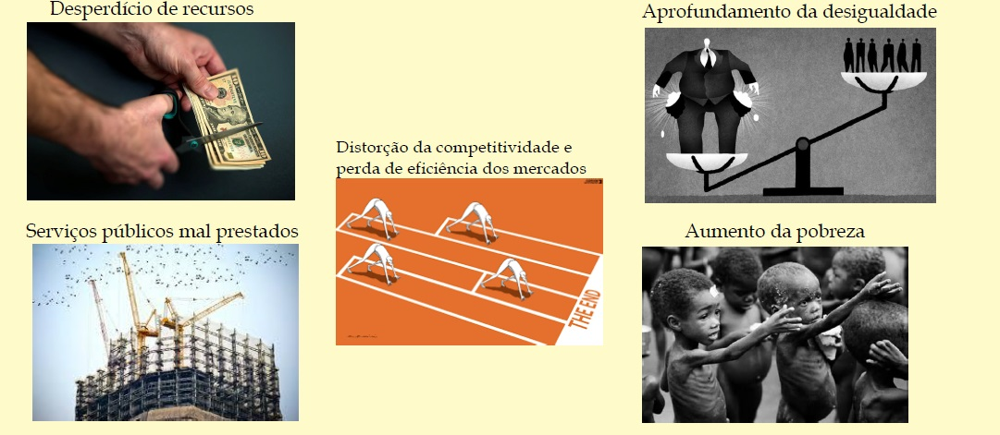 Desperdício de recursos
Aprofundamento da desigualdade
Distorção da competitividade e
perda de eficiência dos mercados
THE END
Serviços públicos mal prestados
Aumento da pobreza